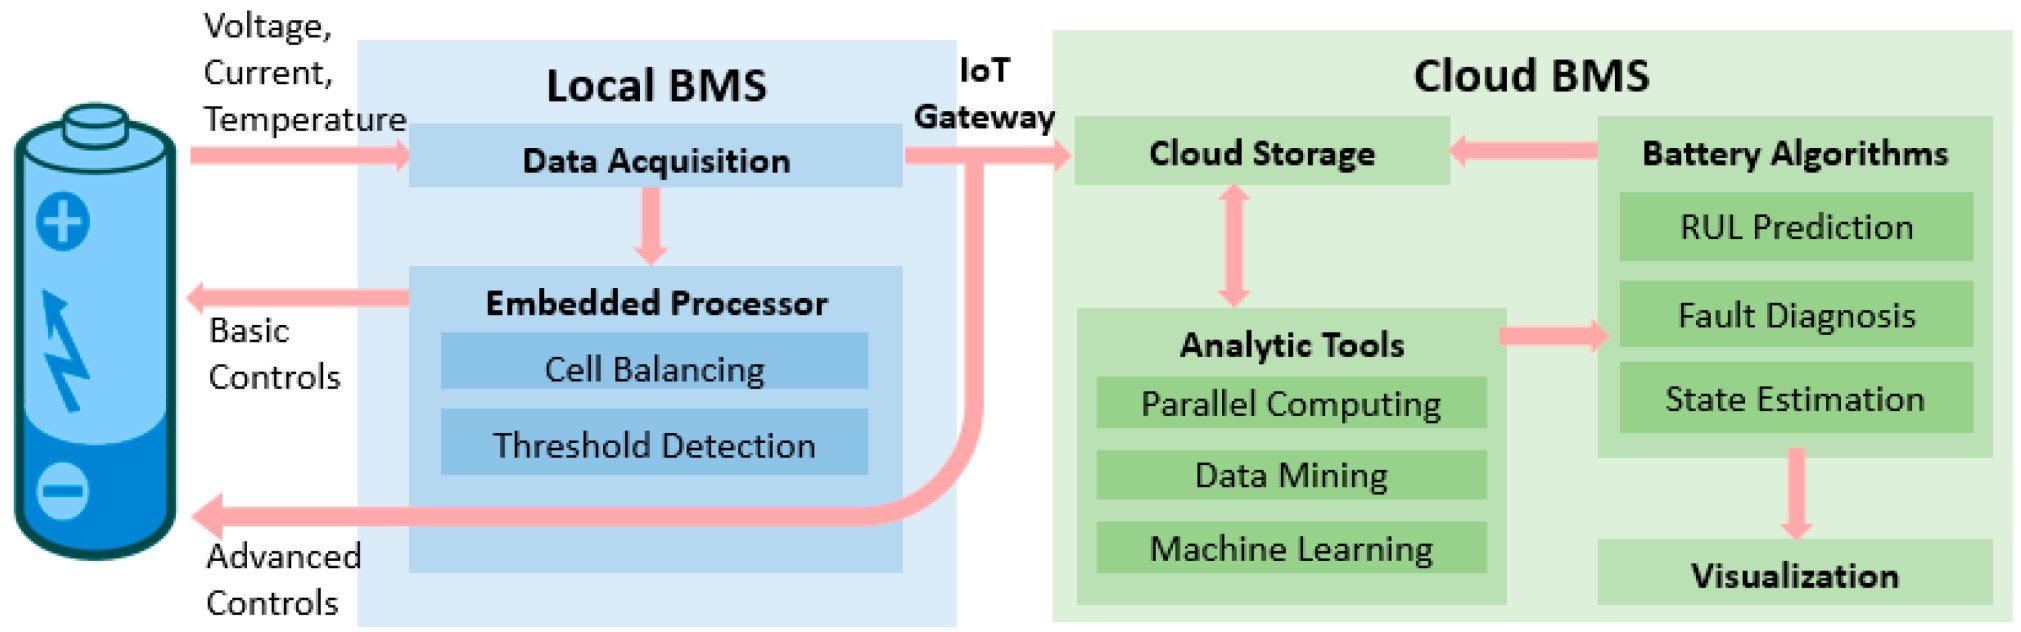 Voltage,
Current,
Temperature
Basic
Controls
Advanced
Controls
Local BMS
Data Acquisition
Embedded Processor
Cell Balancing
Threshold Detection
IoT
Gateway
Cloud BMS
Cloud Storage
Analytic Tools
Parallel Computing
Data Mining
Machine Learning
Battery Algorithms
RUL Prediction
Fault Diagnosis
State Estimation
Visualization